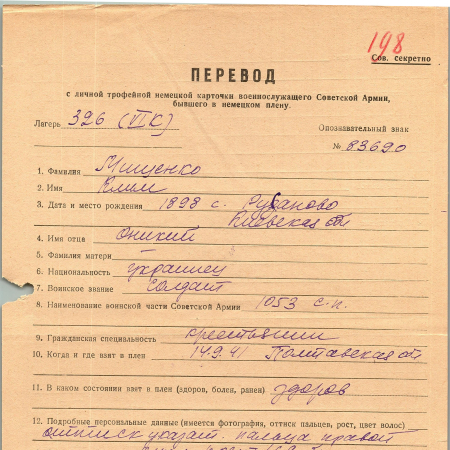 198
Сов. секретно
ПЕРЕВОД
с личной трофейной немецкой карточки военнослужащего Советской Армии,
бывшего в немецком плену.
Лагерь 326 (VI К)
Опознавательный знак
№ 83690
1. Фамилия Мищенко
2. Имя Клим
3. Дата и место рождения 1898 с. Рубаново
Киевская обл
4. Имя отца Оникий
5. Фамилия матери
6. Национальность украинец
7. Воинское звание солдат
8. Наименование воинской части Советской Армии 1053 с.п.
9. Гражданская специальность крестьянин
10. Когда и где взят в плен 14.9.41 Полтавская обл
11. В каком состоянии взят в плен (здоров, болен, ранен) здоров
12. Подробные персональные данные (имеется фотография, оттиск пальцев, рост, цвет волос)
оттиск указат. пальца правой